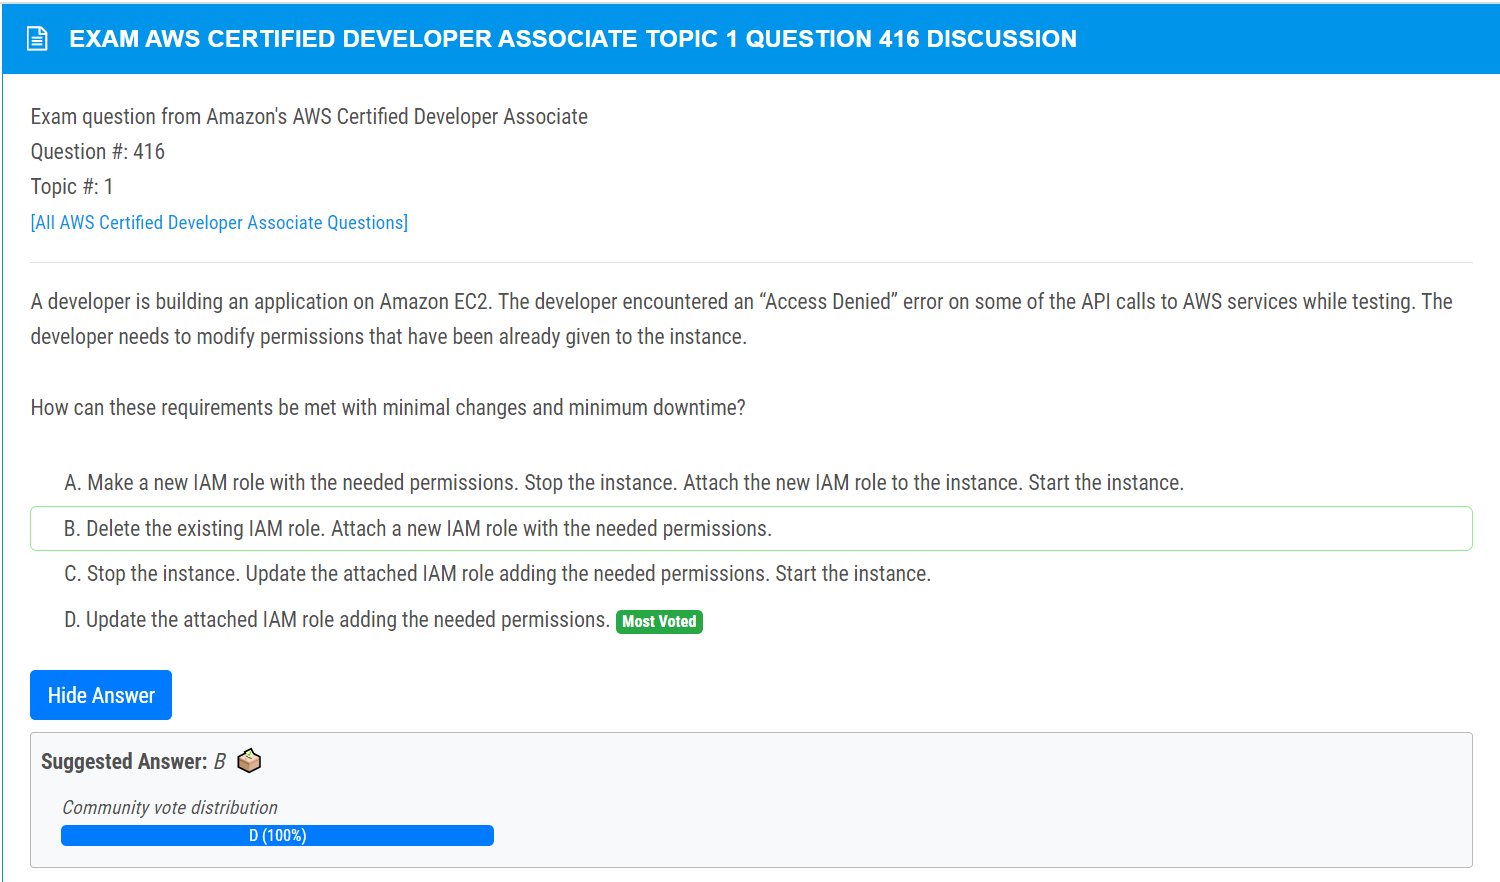 EXAM AWS CERTIFIED DEVELOPER ASSOCIATE TOPIC 1 QUESTION 416 DISCUSSION
Exam question from Amazon's AWS Certified Developer Associate
Question #: 416
Topic #: 1
[All AWS Certified Developer Associate Questions]
A developer is building an application on Amazon EC2. The developer encountered an “Access Denied” error on some of the API calls to AWS services while testing. The
developer needs to modify permissions that have been already given to the instance.
How can these requirements be met with minimal changes and minimum downtime?
A. Make a new IAM role with the needed permissions. Stop the instance. Attach the new IAM role to the instance. Start the instance.
B. Delete the existing IAM role. Attach a new IAM role with the needed permissions.
C. Stop the instance. Update the attached IAM role adding the needed permissions. Start the instance.
D. Update the attached IAM role adding the needed permissions. Most Voted
Hide Answer
Suggested Answer: B
Community vote distribution
D (100%)